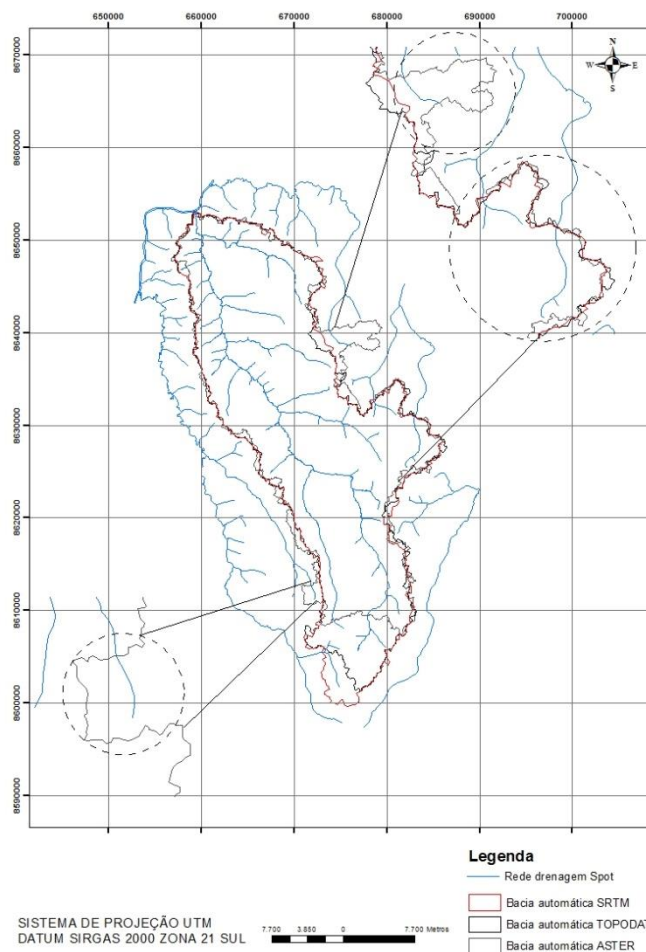 650000 660000 670000 680000 690000 700000
N
W E
S
8670000
8660000
8650000
8640000
8630000
8620000
8610000
8600000
8590000
Legenda
Rede drenagem Spot
Bacia automática SRTM
Bacia automática TOPODAT
Bacia automática ASTER
SISTEMA DE PROJEÇÃO UTM
DATUM SIRGAS 2000 ZONA 21 SUL
7.700 3.850 0 7.700 Metros